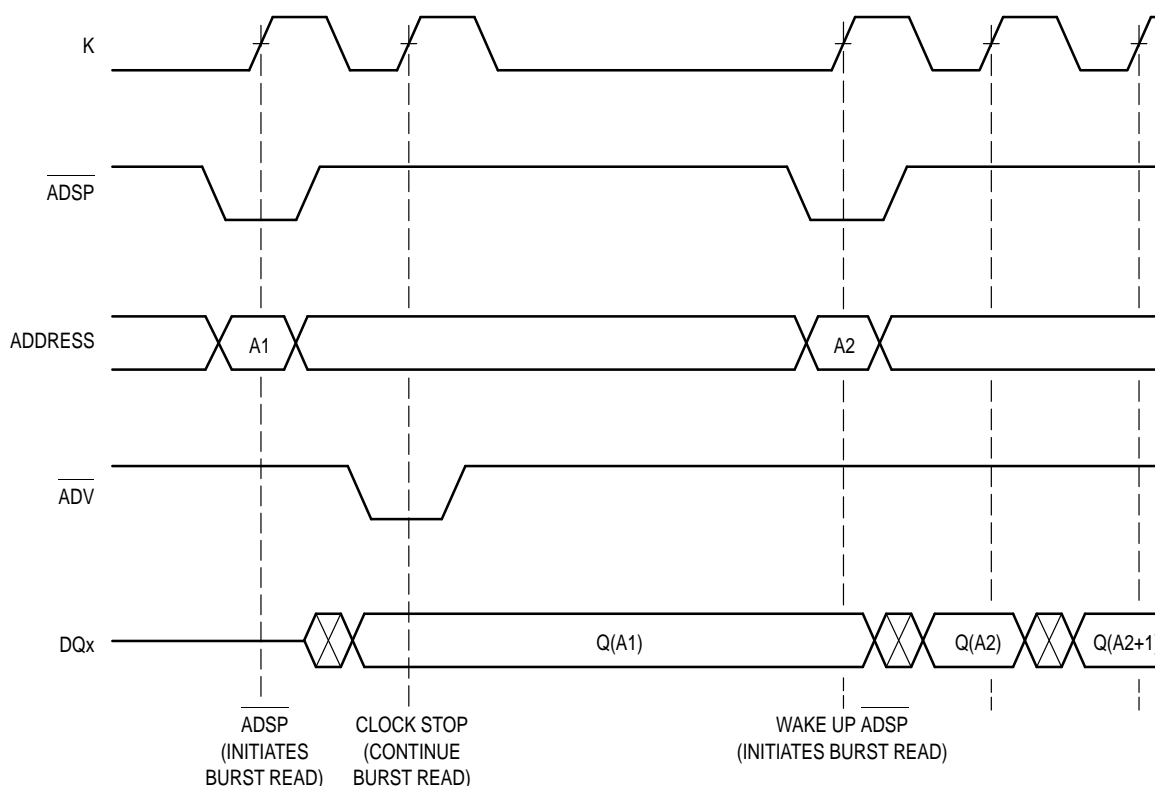 K
ADSP
ADDRESS
A1
A2
ADV
DQx
Q(A1)
Q(A2)
Q(A2+1)
ADSP
(INITIATES
BURST READ)
CLOCK STOP
(CONTINUE
BURST READ)
WAKE UP ADSP
(INITIATES BURST READ)